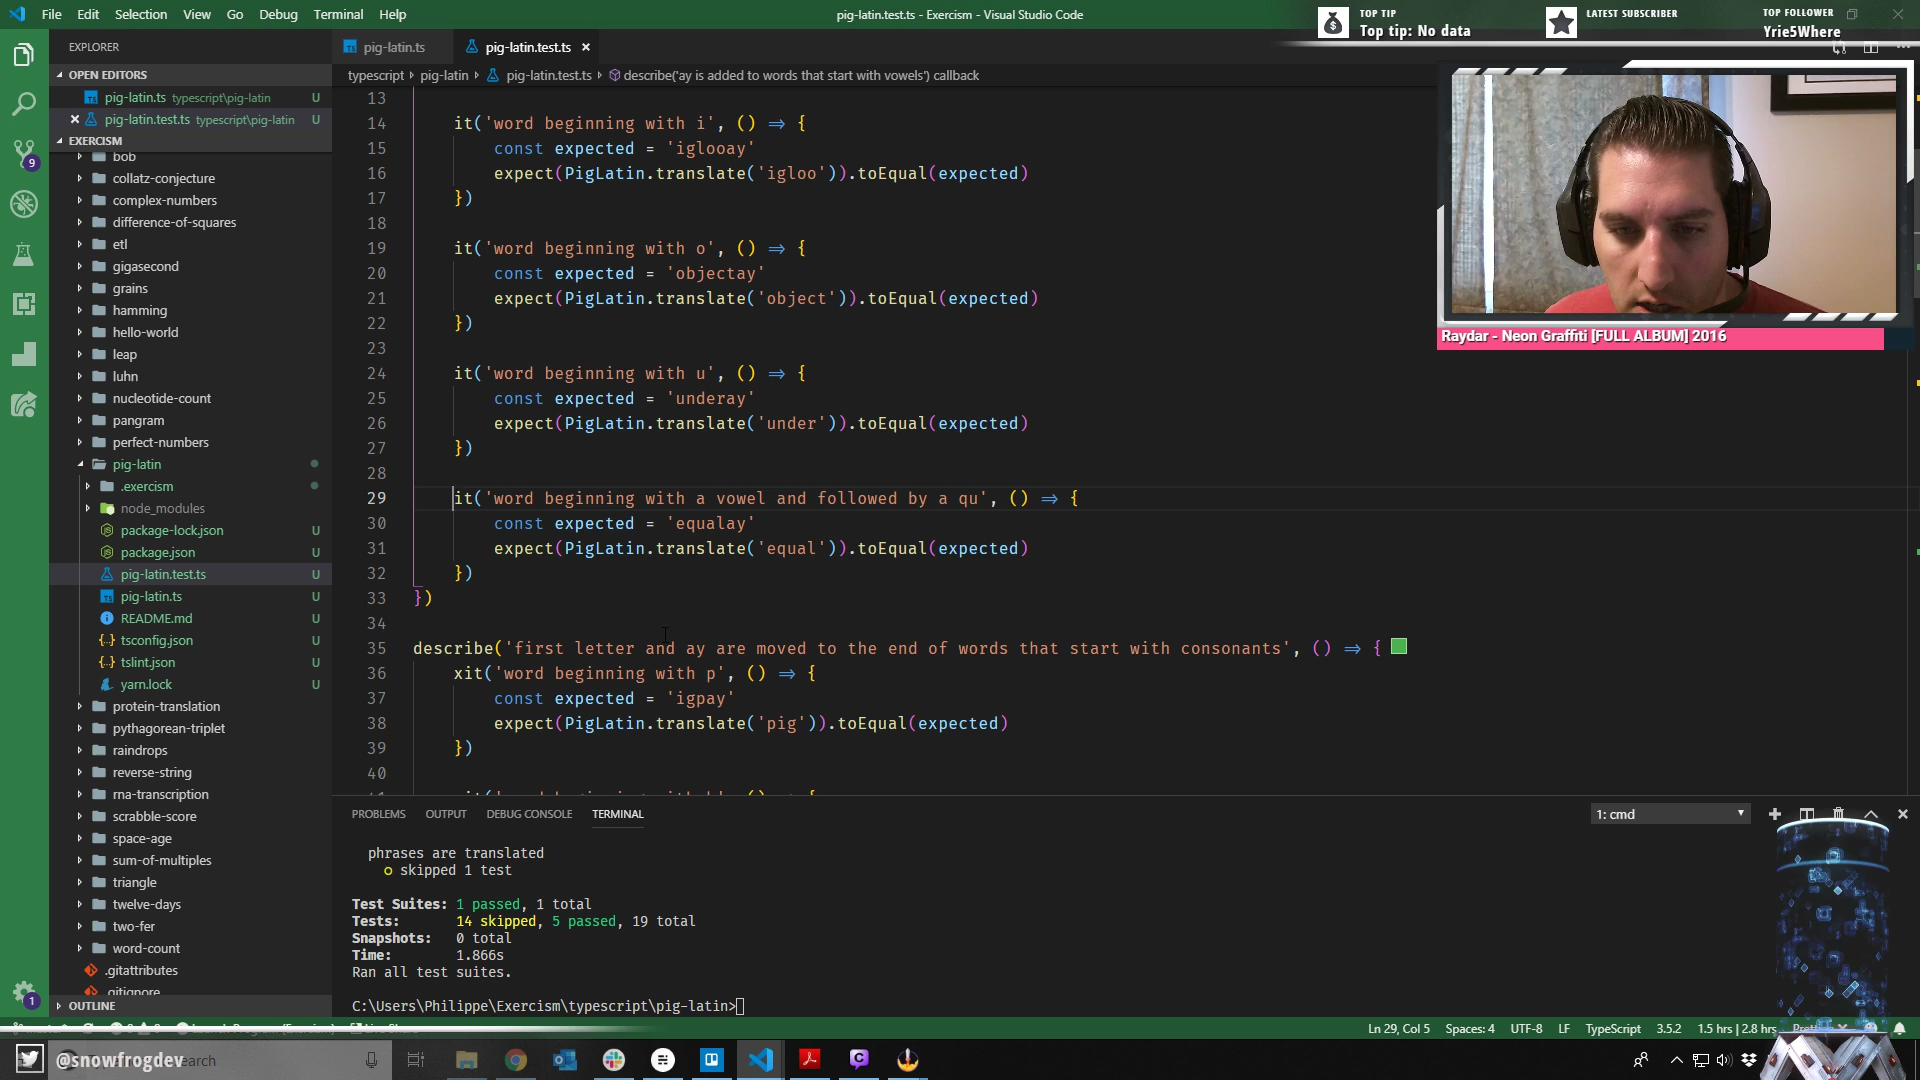 File Edit Selection View Go Debug Terminal Help
pig-latin.test.ts - Exercism - Visual Studio Code
TOP TIP
Top tip: No data
LATEST SUBSCRIBER
TOP FOLLOWER
Yrie5Where
EXPLORER
OPEN EDITORS
pig-latin.ts typescript\pig-latin U
pig-latin.test.ts typescript\pig-latin U
EXERCISM
bob
collatz-conjecture
complex-numbers
difference-of-squares
etl
gigasecond
grains
hamming
hello-world
leap
luhn
nucleotide-count
pangram
perfect-numbers
pig-latin
.exercism
node_modules
package-lock.json U
package.json U
pig-latin.test.ts U
pig-latin.ts U
README.md U
tsconfig.json U
tslint.json U
yarn.lock U
protein-translation
pythagorean-triplet
raindrops
reverse-string
rna-transcription
scrabble-score
space-age
sum-of-multiples
triangle
twelve-days
two-fer
word-count
.gitattributes
.gitignore
OUTLINE
9
1
pig-latin.ts
pig-latin.test.ts
typescript pig-latin pig-latin.test.ts describe('ay is added to words that start with vowels') callback
13
14 it('word beginning with i', () => {
15 const expected = 'iglooay'
16 expect(PigLatin.translate('igloo')).toEqual(expected)
17 })
18
19 it('word beginning with o', () => {
20 const expected = 'objectay'
21 expect(PigLatin.translate('object')).toEqual(expected)
22 })
23
24 it('word beginning with u', () => {
25 const expected = 'underay'
26 expect(PigLatin.translate('under')).toEqual(expected)
27 })
28
29 it('word beginning with a vowel and followed by a qu', () => {
30 const expected = 'equalay'
31 expect(PigLatin.translate('equal')).toEqual(expected)
32 })
33 })
34
35 describe('first letter and ay are moved to the end of words that start with consonants', () => {
36 xit('word beginning with p', () => {
37 const expected = 'igpay'
38 expect(PigLatin.translate('pig')).toEqual(expected)
39 })
40
Raydar - Neon Graffiti [FULL ALBUM] 2016
PROBLEMS OUTPUT DEBUG CONSOLE TERMINAL
1: cmd
phrases are translated
o skipped 1 test
Test Suites: 1 passed, 1 total
Tests: 14 skipped, 5 passed, 19 total
Snapshots: 0 total
Time: 1.866s
Ran all test suites.
C:\Users\Philippe\Exercism\typescript\pig-latin>
Ln 29, Col 5 Spaces: 4 UTF-8 LF TypeScript 3.5.2 1.5 hrs | 2.8 hrs
@snowfrogdev